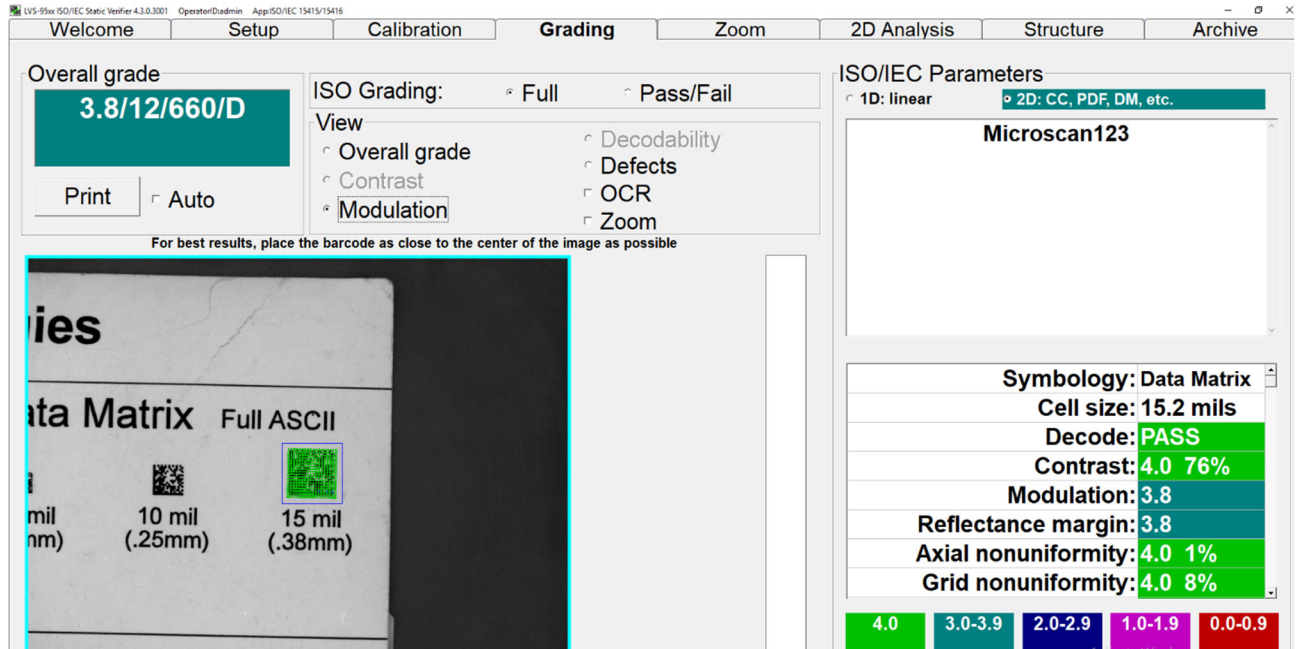 LVS-95xx ISO/IEC Static Verifier 4.3.0.3001 OperatorID:admin App:ISO/IEC 15415/15416
Welcome Setup Calibration Grading Zoom 2D Analysis Structure Archive
Overall grade
3.8/12/660/D
Print
Auto
ISO Grading: Full Pass/Fail
View
Overall grade
Contrast
Modulation
Decodability
Defects
OCR
Zoom
For best results, place the barcode as close to the center of the image as possible
ies
ata Matrix Full ASCII
mil 10 mil 15 mil
(.25mm) (.38mm)
ISO/IEC Parameters
1D: linear 2D: CC, PDF, DM, etc.
Microscan123
Symbology: Data Matrix
Cell size: 15.2 mils
Decode: PASS
Contrast: 4.0 76%
Modulation: 3.8
Reflectance margin: 3.8
Axial nonuniformity: 4.0 1%
Grid nonuniformity: 4.0 8%
4.0 3.0-3.9 2.0-2.9 1.0-1.9 0.0-0.9